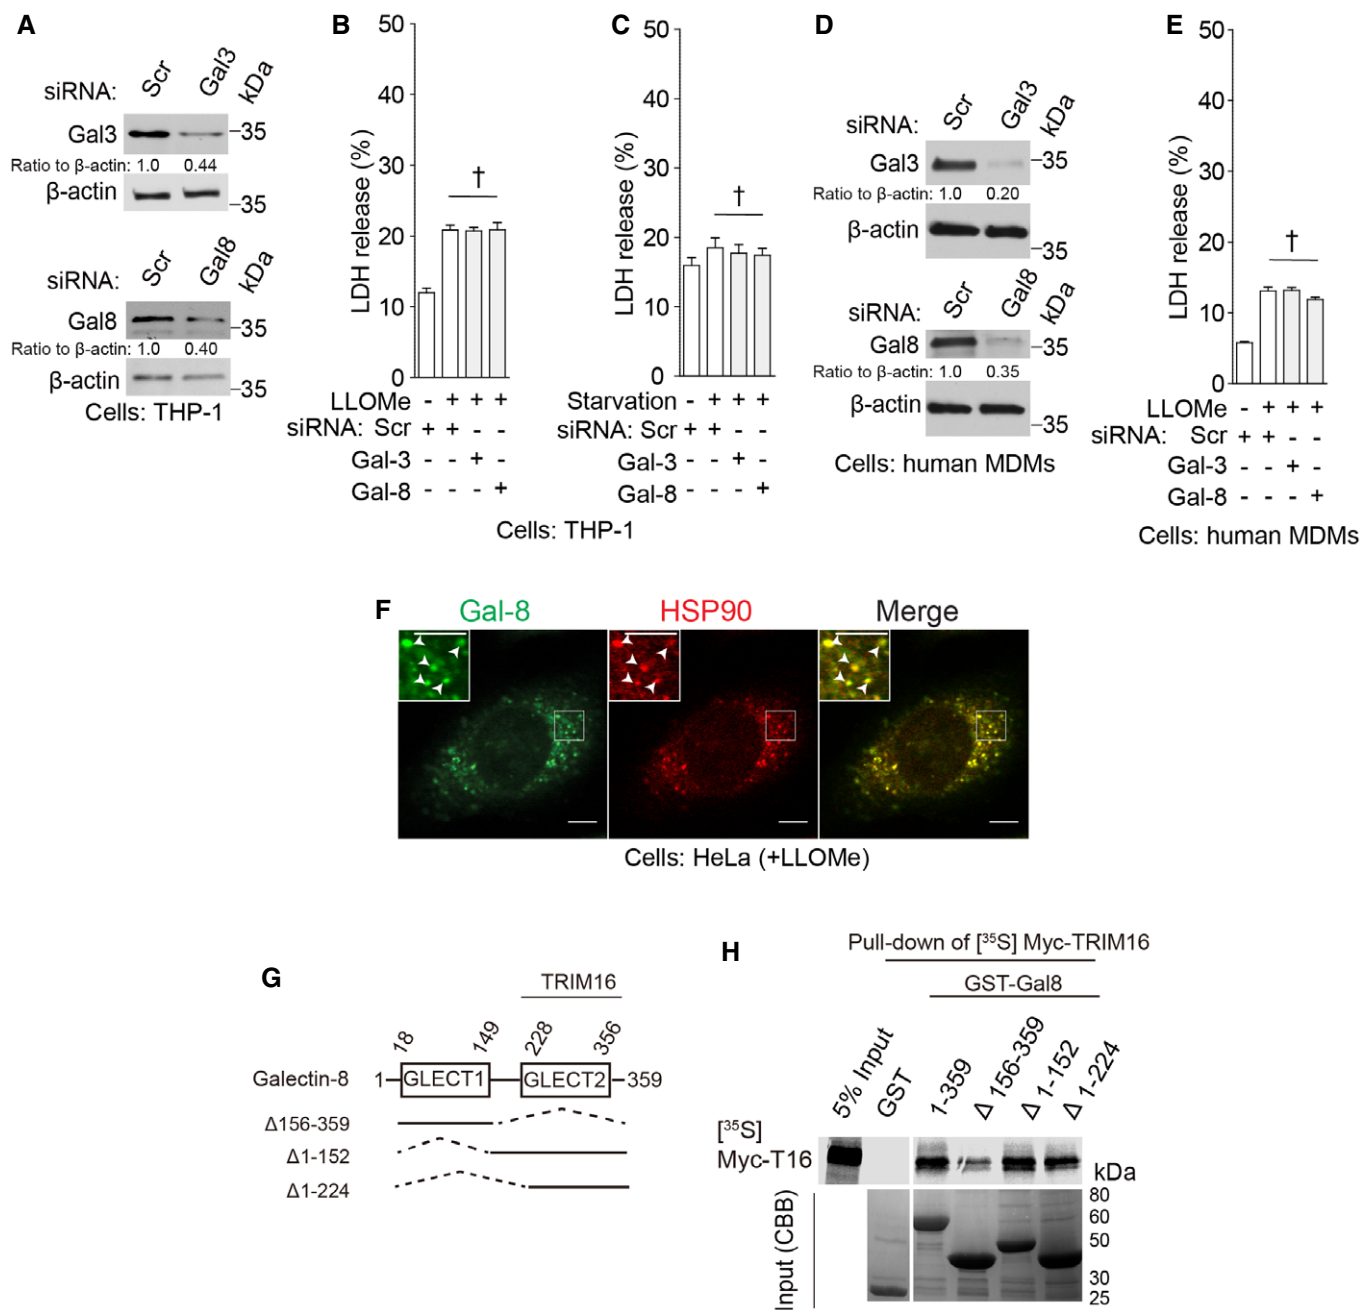 A
siRNA: Scr Gal3 kDa
Gal3 –35
Ratio to β-actin: 1.0 0.44
β-actin –35
siRNA: Scr Gal8 kDa
Gal8 –35
Ratio to β-actin: 1.0 0.40
β-actin –35
Cells: THP-1
B
LDH release (%)
50
40
30
20
10
0
†
LLOMe - + + +
siRNA: Scr + + - -
Gal-3 - - + -
Gal-8 - - - +
C
LDH release (%)
50
40
30
20
10
0
†
Starvation - + + +
siRNA: Scr + + - -
Gal-3 - - + -
Gal-8 - - - +
Cells: THP-1
D
siRNA: Scr Gal3 kDa
Gal3 –35
Ratio to β-actin: 1.0 0.20
β-actin –35
siRNA: Scr Gal8 kDa
Gal8 –35
Ratio to β-actin: 1.0 0.35
β-actin –35
Cells: human MDMs
E
LDH release (%)
50
40
30
20
10
0
†
LLOMe - + + +
siRNA: Scr + + - -
Gal-3 - - + -
Gal-8 - - - +
Cells: human MDMs
F
Gal-8 HSP90 Merge
Cells: HeLa (+LLOMe)
G
TRIM16
18 149 228 356
Galectin-8 1 GLECT1 GLECT2 359
Δ156-359
Δ1-152
Δ1-224
H
Pull-down of [³⁵S] Myc-TRIM16
GST-Gal8
5% Input GST 1-359 Δ 156-359 Δ 1-152 Δ 1-224
[³⁵S]
Myc-T16
kDa
Input (CBB)
80
60
50
30
25